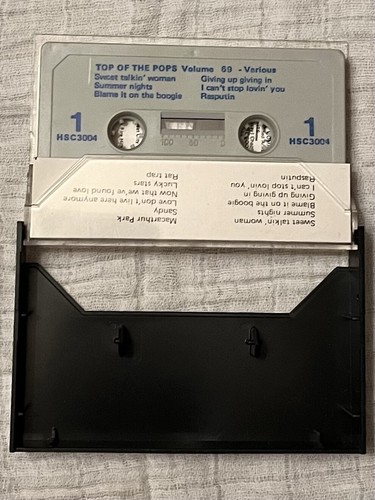 TOP OF THE POPS Volume 69 - Various
Sweet talkin' woman
Summer nights
Blame it on the boogie
Giving up giving in
I can't stop lovin' you
Rasputin
1
HSC3004
100 50 0
1
HSC3004
Sweet talkin' woman
Summer nights
Blame it on the boogie
Giving up giving in
I can't stop lovin' you
Rasputin
Macarthur Park
Sandy
Love don't live here anymore
Now that we've found love
Lucky stars
Rat trap